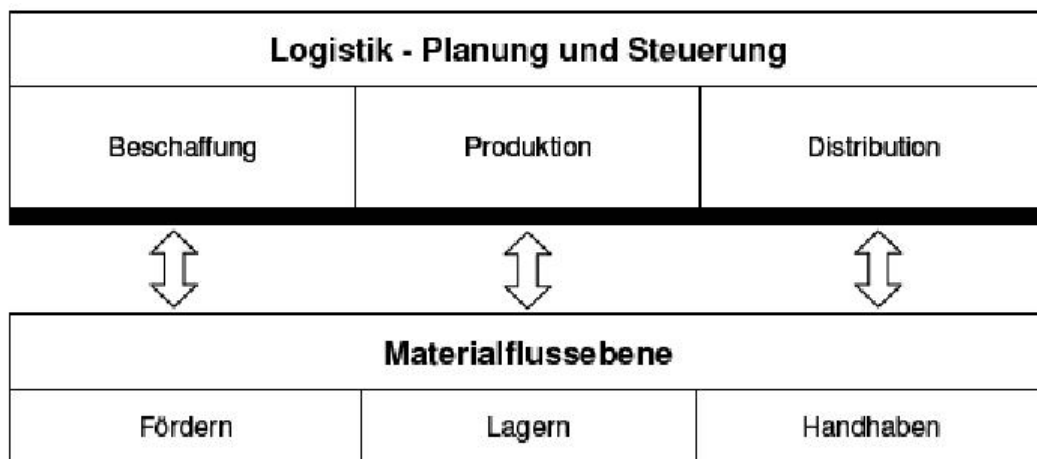 Logistik - Planung und Steuerung
Beschaffung
Produktion
Distribution
Materialflussebene
Fördern
Lagern
Handhaben